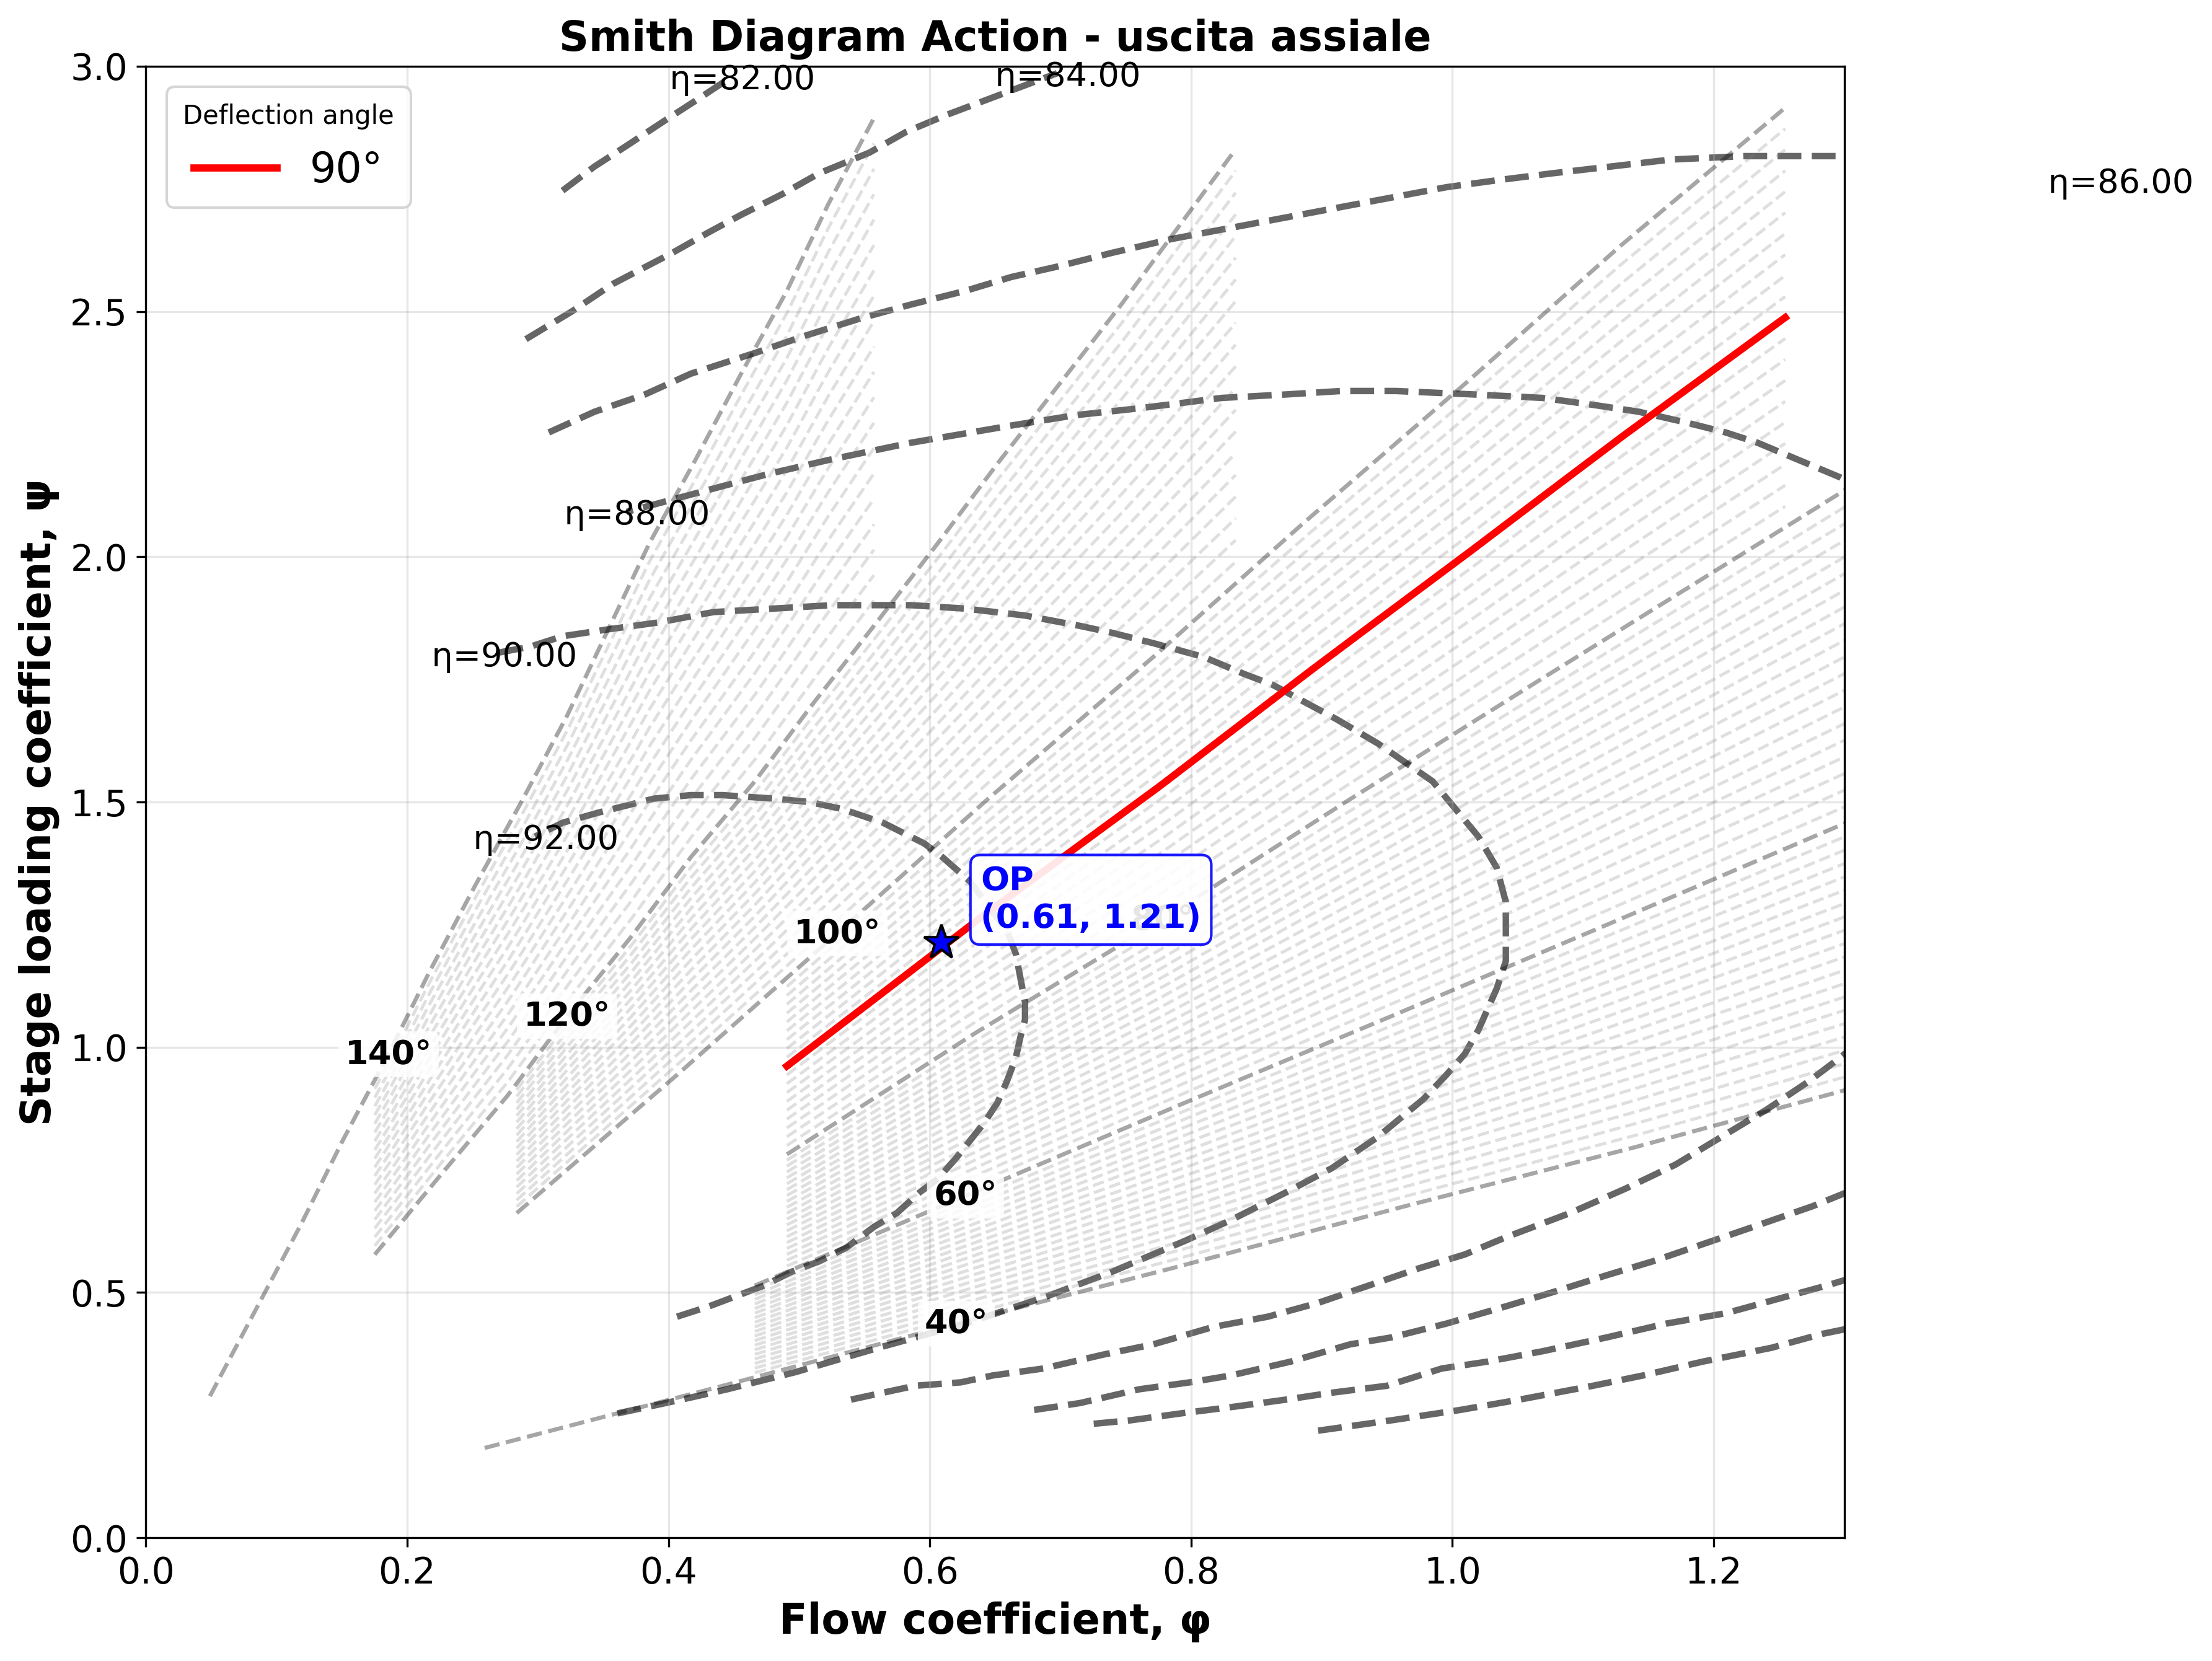 Smith Diagram Action - uscita assiale
3.0
η=82.00
η=84.00
Deflection angle
90°
η=86.00
2.5
η=88.00
2.0
η=90.00
1.5
η=92.00
OP
(0.61, 1.21)
100°
120°
140°
1.0
60°
0.5
40°
0.0
0.0 0.2 0.4 0.6 0.8 1.0 1.2
Flow coefficient, φ
Stage loading coefficient, ψ